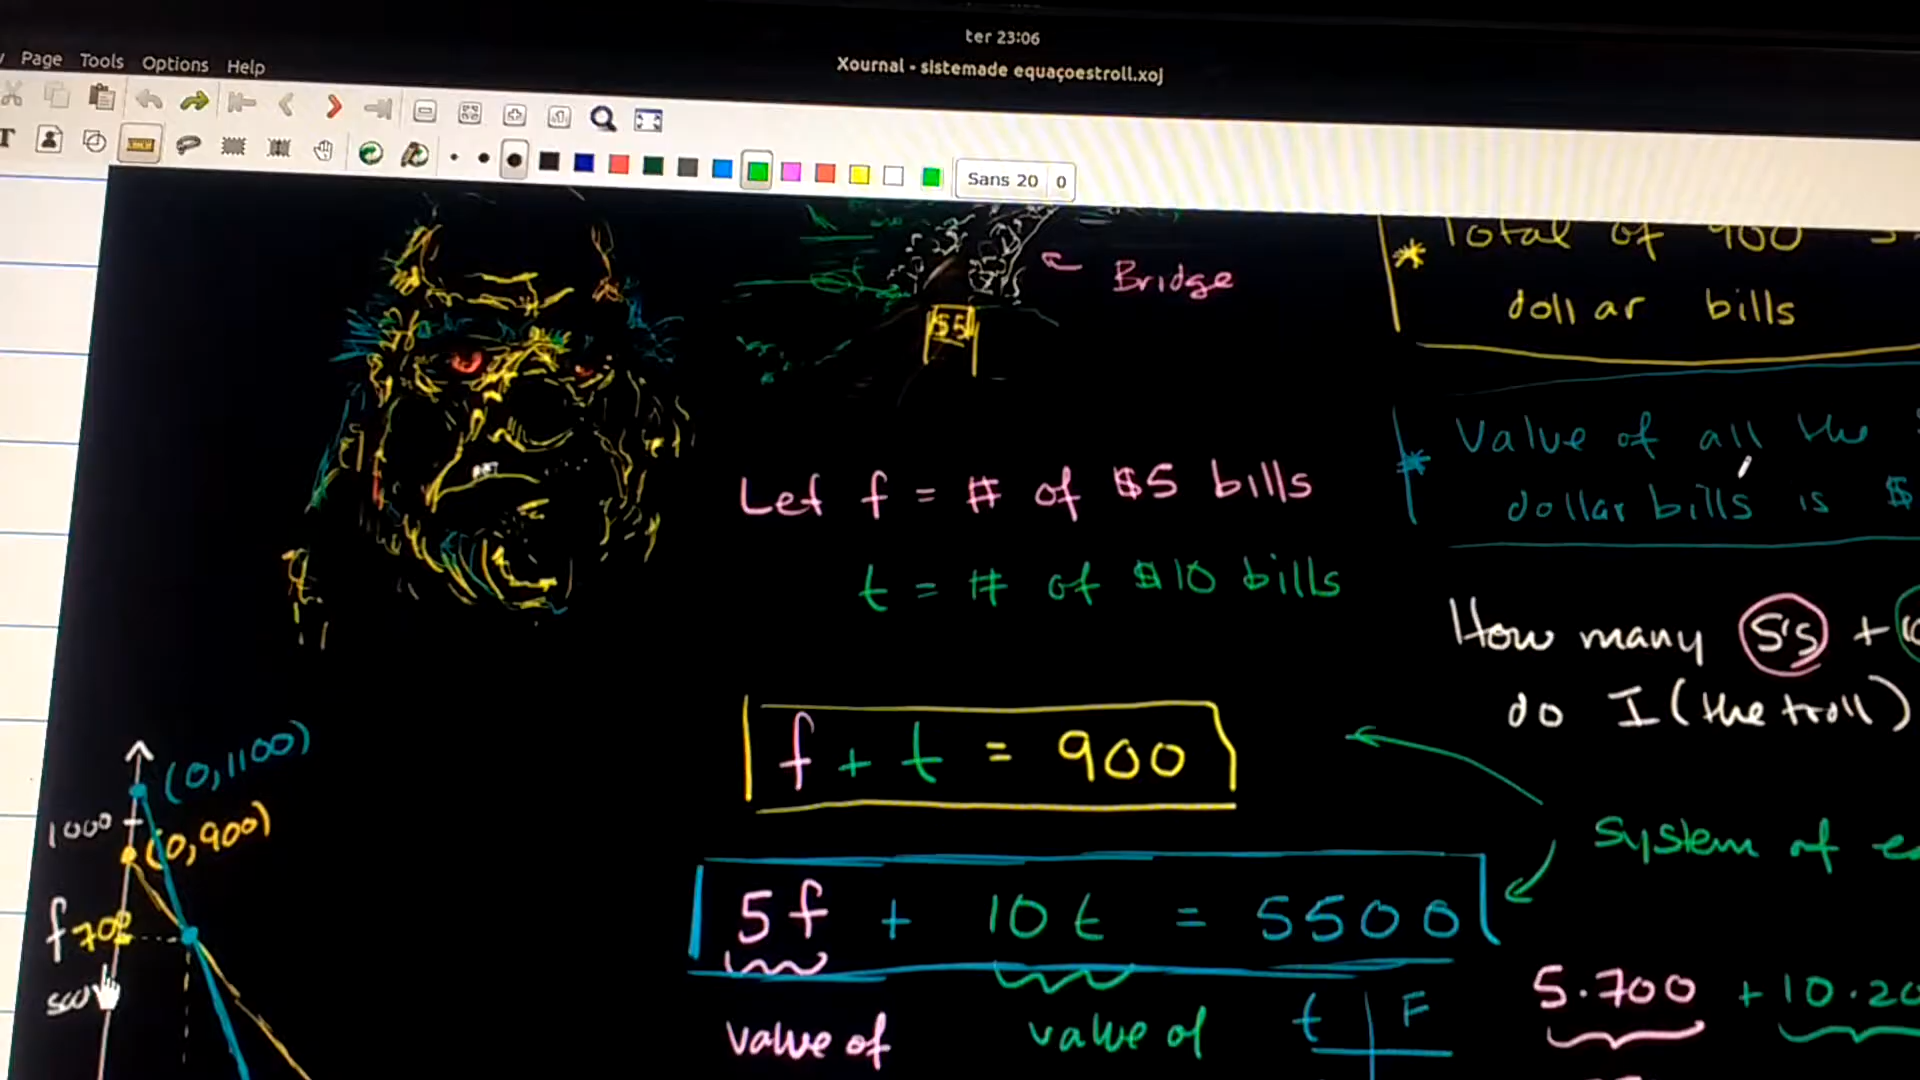 ter 23:06
Xournal - sistemade equaçoestroll.xoj
Page Tools Options Help
T
Sans 20 0
Total of 900
dollar bills
Bridge
55
Value of all the
dollar bills is $
Let f = # of $5 bills
t = # of $10 bills
How many 5's +
do I (the troll)
f + t = 900
System of
5f + 10t = 5500
value of
value of
t F
5.700 + 10.20
(0,1100)
1000
(0,900)
f
700
500